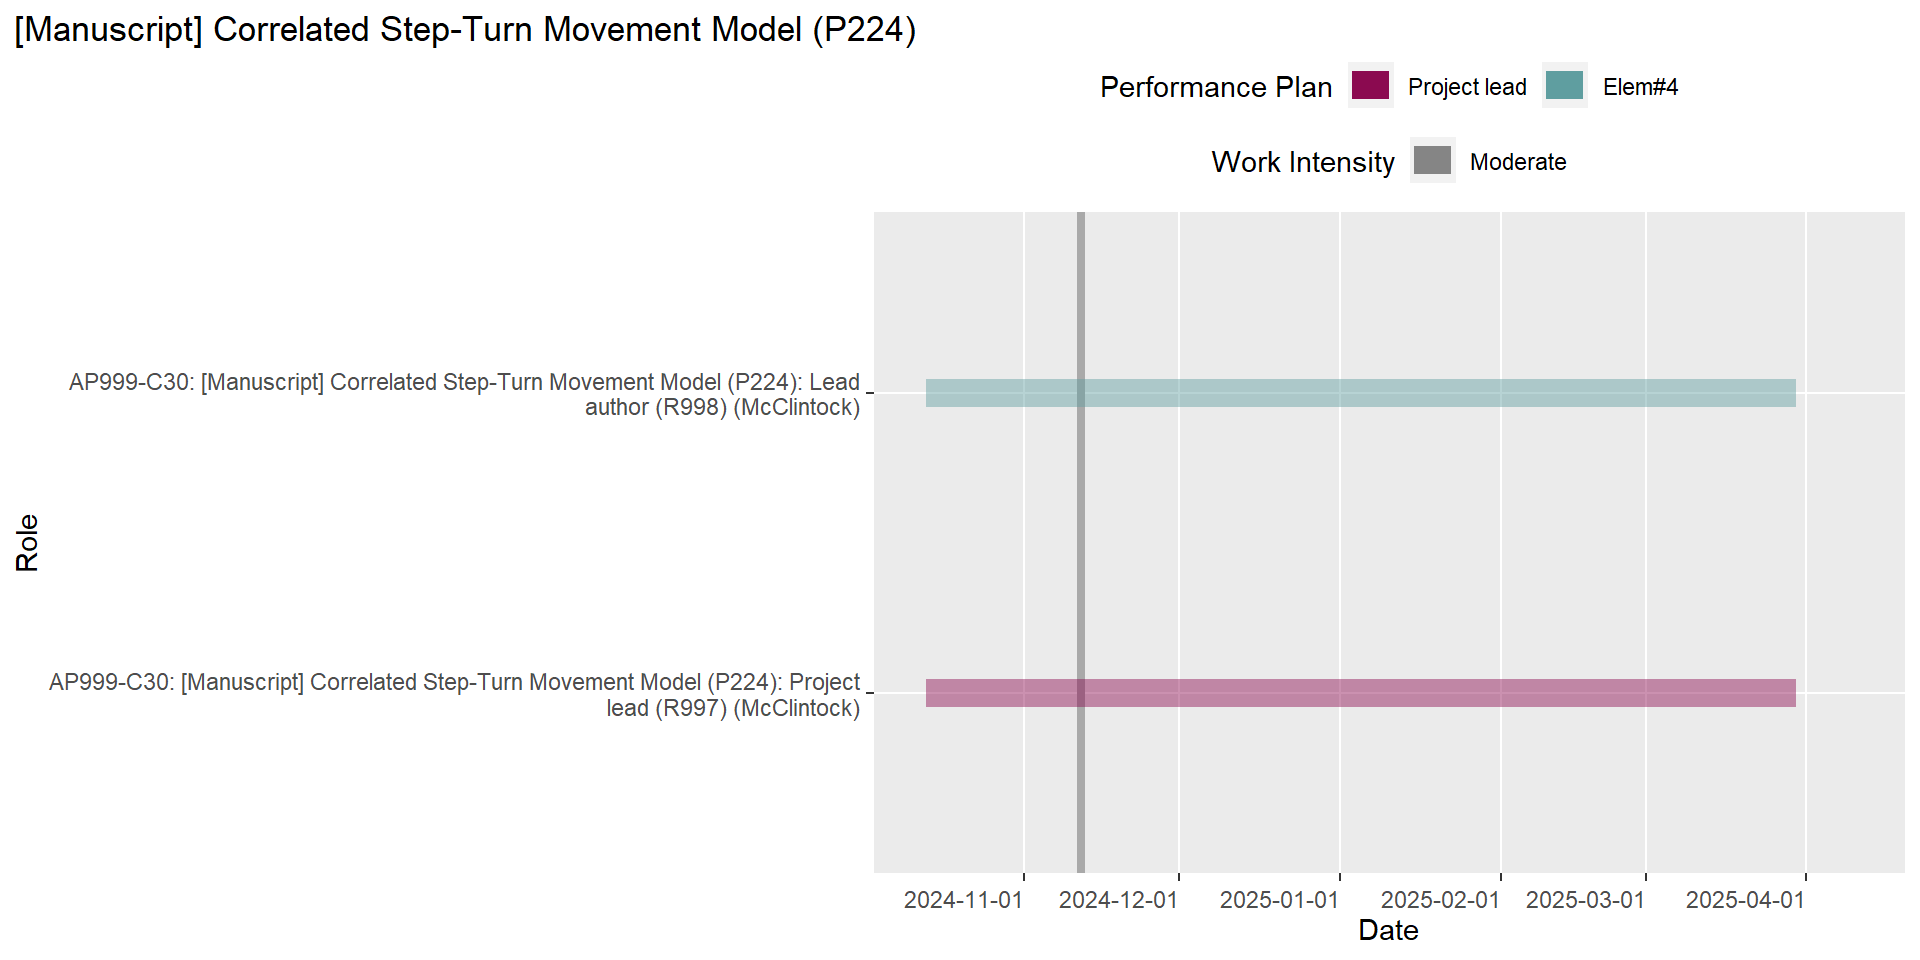 [Manuscript] Correlated Step-Turn Movement Model (P224)
Performance Plan Project lead Elem#4
Work Intensity Moderate
AP999-C30: [Manuscript] Correlated Step-Turn Movement Model (P224): Lead
author (R998) (McClintock)
Role
AP999-C30: [Manuscript] Correlated Step-Turn Movement Model (P224): Project
lead (R997) (McClintock)
2024-11-01 2024-12-01 2025-01-01 2025-02-01 2025-03-01 2025-04-01
Date